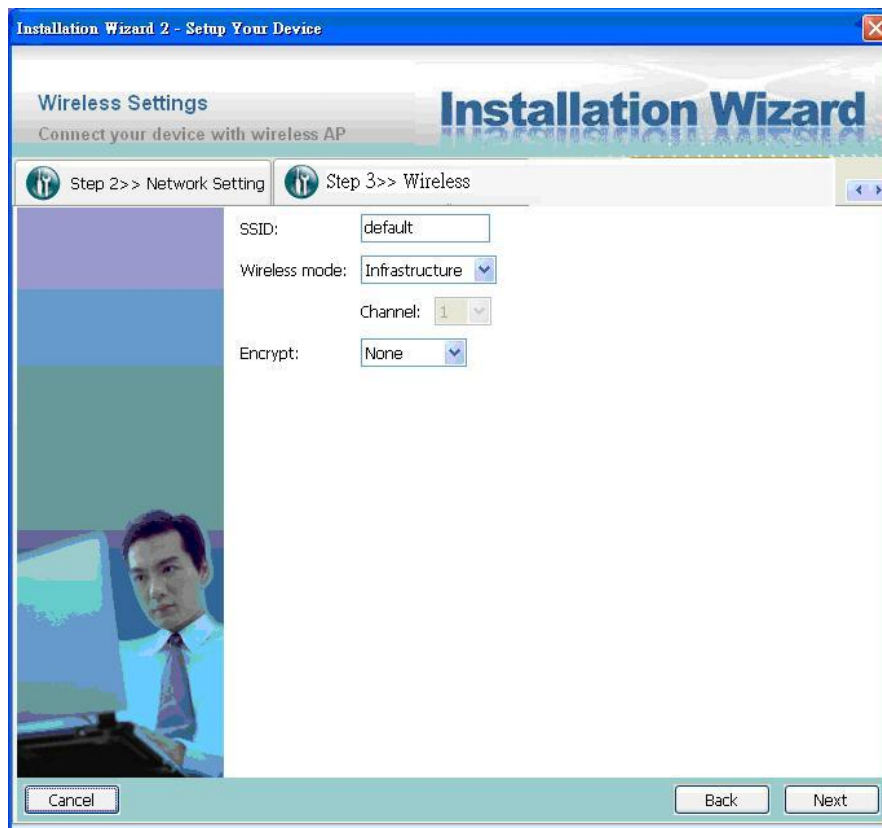 Installation Wizard 2 - Setup Your Device
Wireless Settings
Installation Wizard
Connect your device with wireless AP
Step 2>> Network Setting
Step 3>> Wireless
SSID:
default
Wireless mode:
Infrastructure
Channel:
1
Encrypt:
None
Cancel
Back
Next